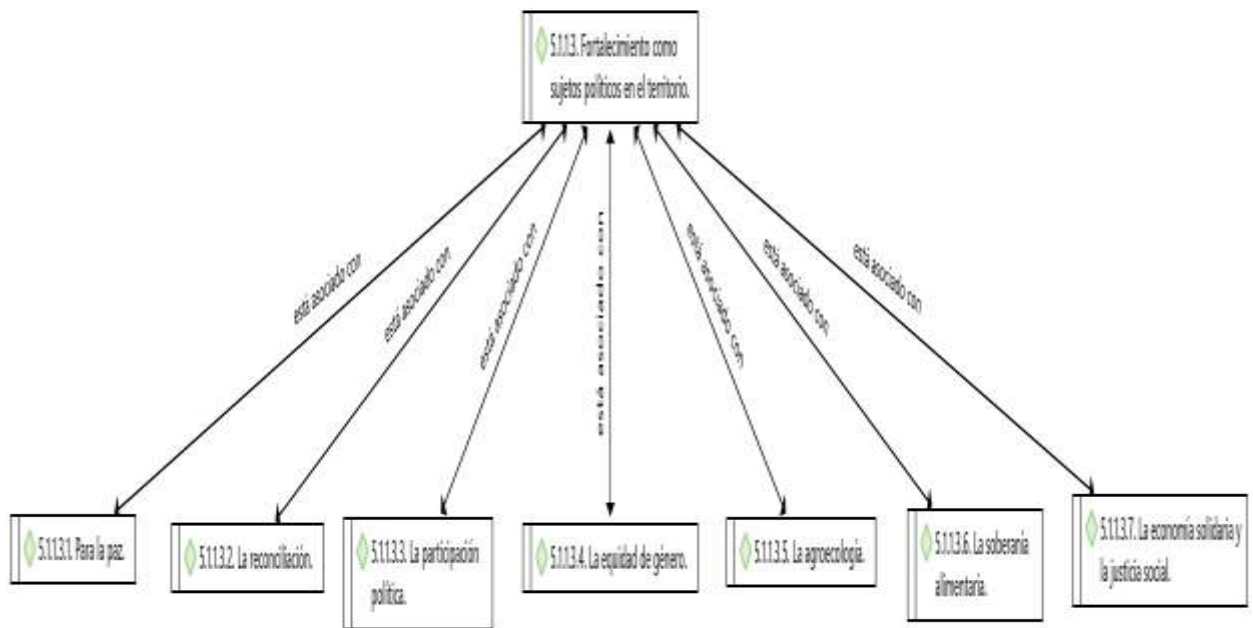 5.1.1.3. Fortalecimiento como
sujetos políticos en el territorio.
está asociado con
está asociado con
está asociado con
está asociado con
está asociado con
está asociado con
está asociado con
5.1.1.3.1. Para la paz.
5.1.1.3.2. La reconciliación.
5.1.1.3.3. La participación
política.
5.1.1.3.4. La equidad de género.
5.1.1.3.5. La agroecología.
5.1.1.3.6. La soberanía
alimentaria.
5.1.1.3.7. La economía solidaria y
la justicia social.